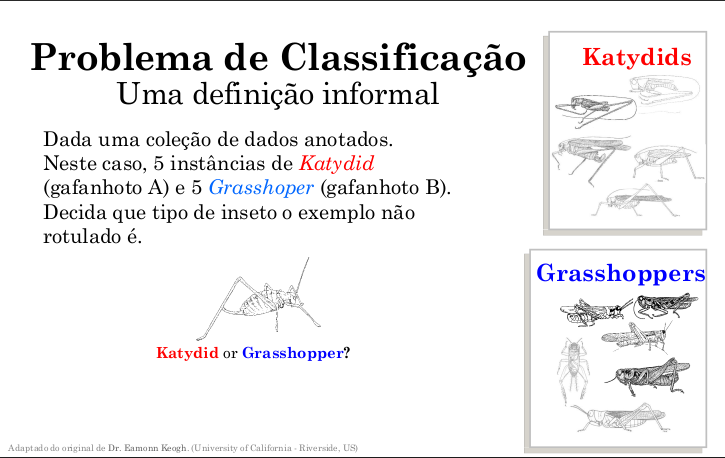 Problema de Classificação
Uma definição informal
Dada uma coleção de dados anotados.
Neste caso, 5 instâncias de Katydid
(gafanhoto A) e 5 Grasshoper (gafanhoto B).
Decida que tipo de inseto o exemplo não
rotulado é.
Katydid or Grasshopper?
Katydids
Grasshoppers
Adaptado do original de Dr. Eamonn Keogh. (University of California - Riverside, US)